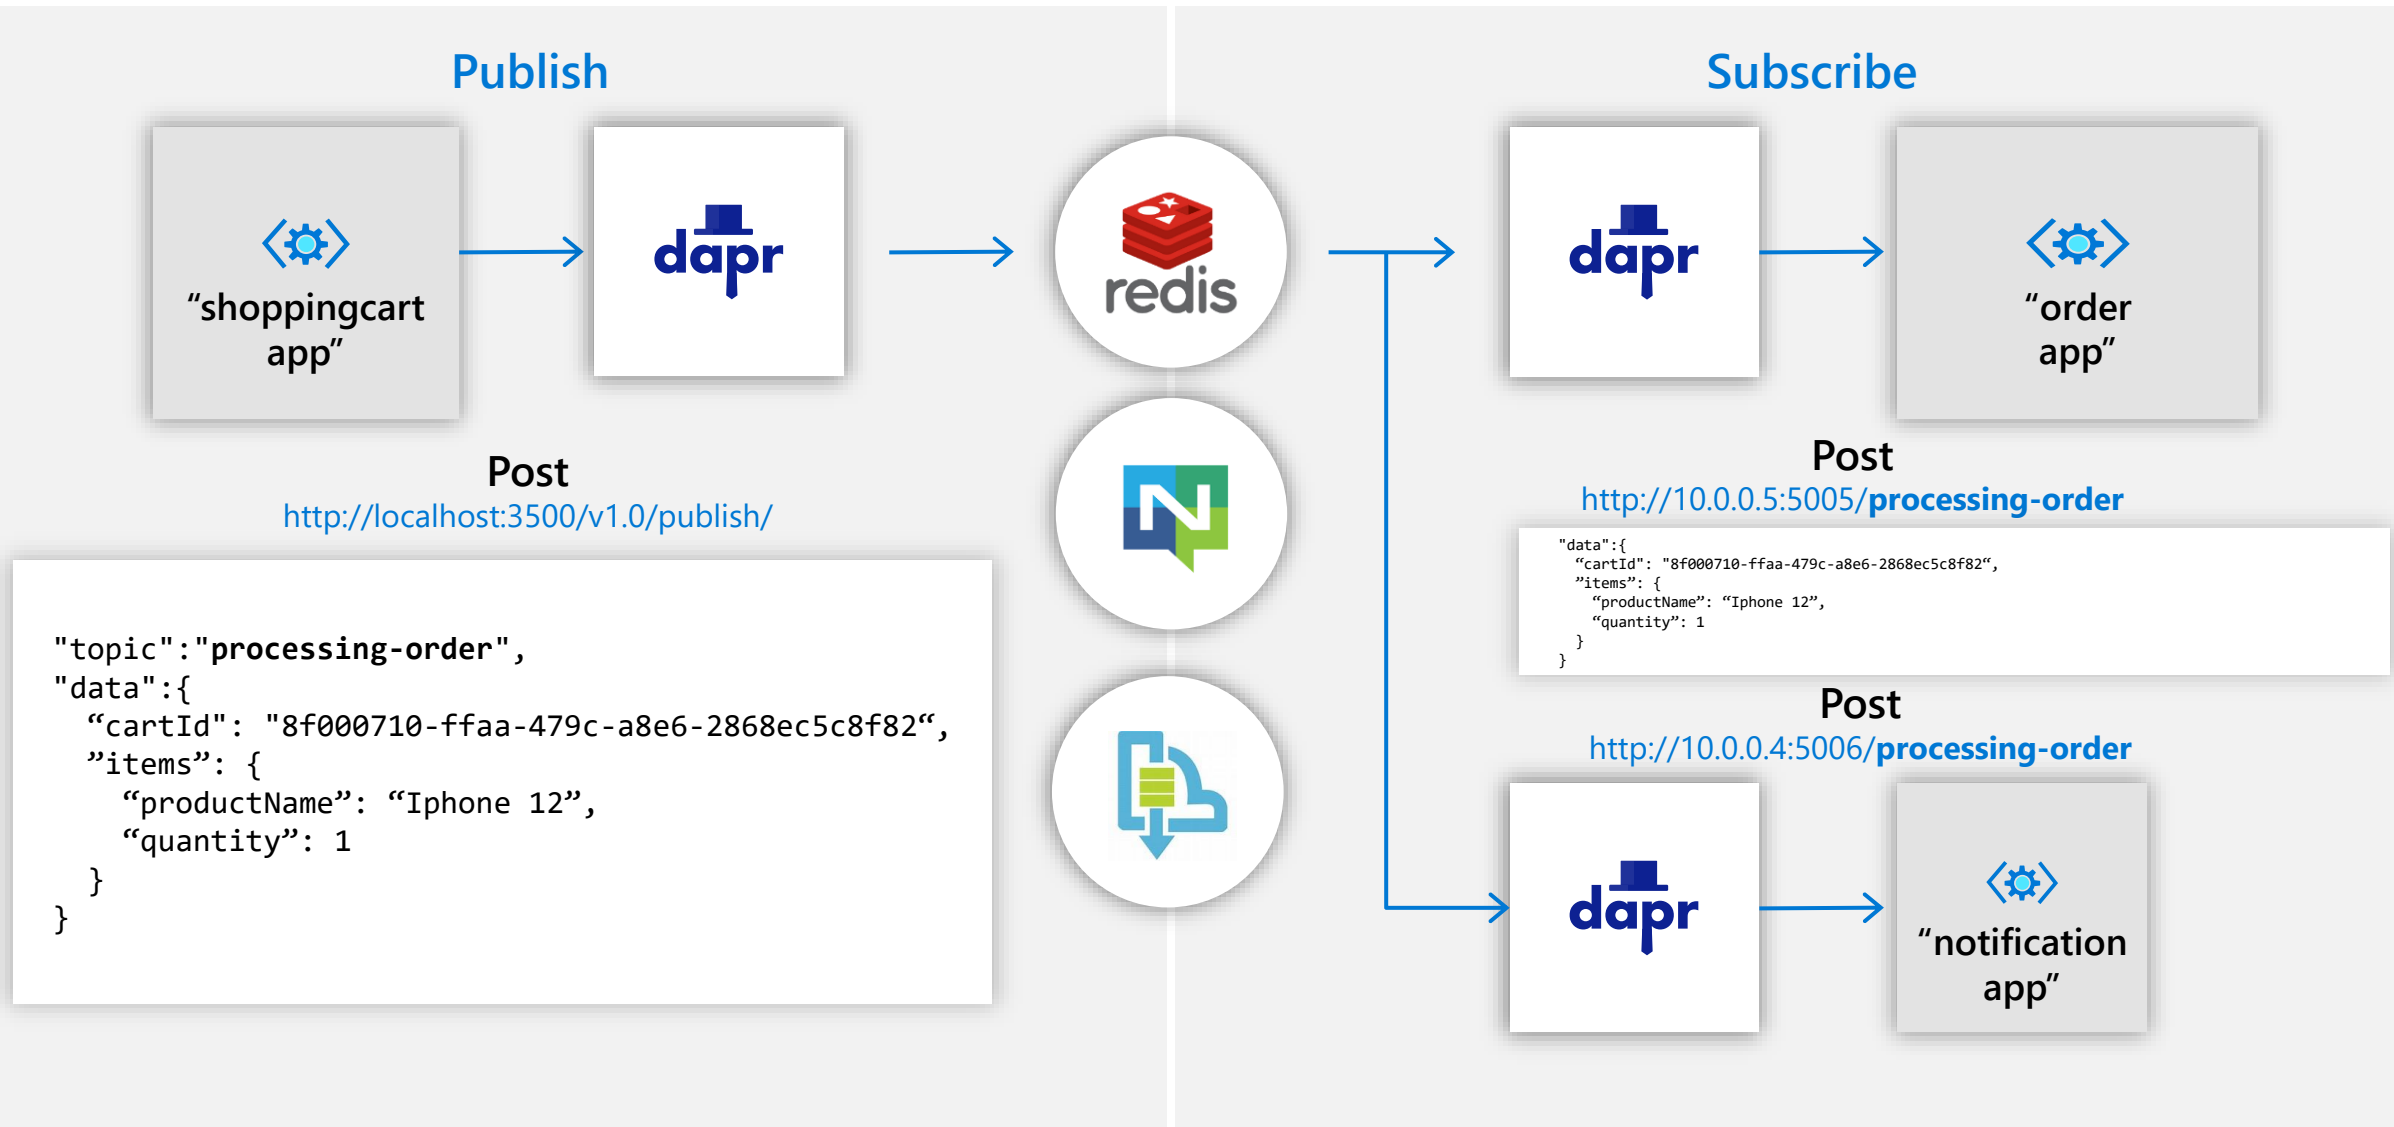 Publish
“shoppingcart
app”
dapr
Post
http://localhost:3500/v1.0/publish/
"topic":"processing-order",
"data":{
“cartId": "8f000710-ffaa-479c-a8e6-2868ec5c8f82“,
”items”: {
“productName”: “Iphone 12”,
“quantity”: 1
}
}
redis
N
Subscribe
dapr
“order
app”
Post
http://10.0.0.5:5005/processing-order
"data":{
“cartId": "8f000710-ffaa-479c-a8e6-2868ec5c8f82“,
”items”: {
“productName”: “Iphone 12”,
“quantity”: 1
}
}
Post
http://10.0.0.4:5006/processing-order
dapr
“notification
app”